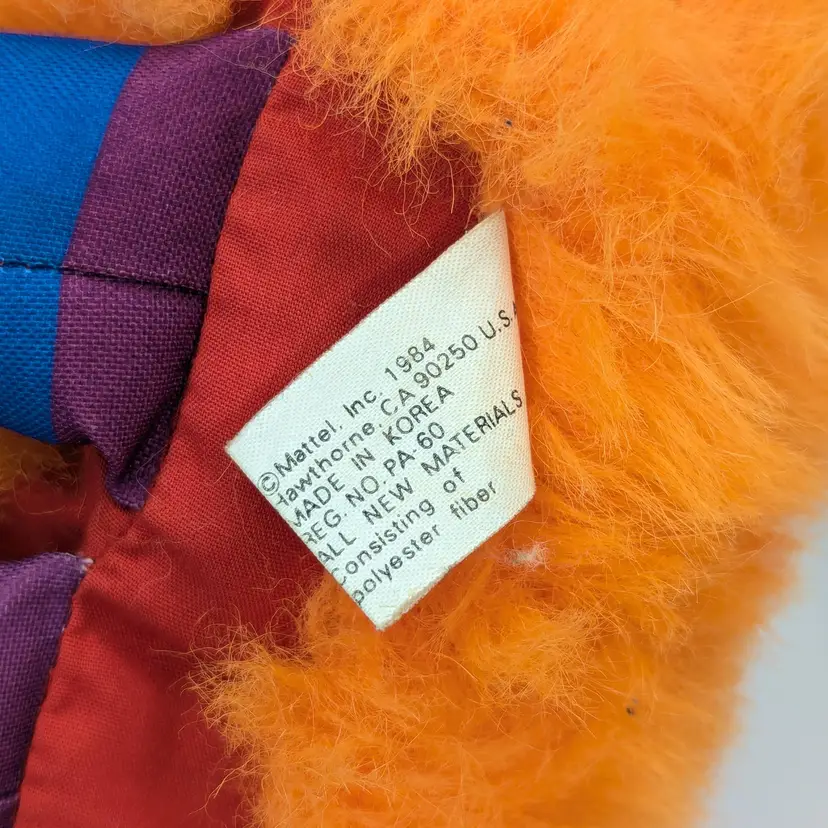 ©Mattel, Inc. 1984
Hawthorne, CA 90250 U.S.A
MADE IN KOREA
REG. NO. PA-60
ALL NEW MATERIALS
Consisting of
polyester fiber